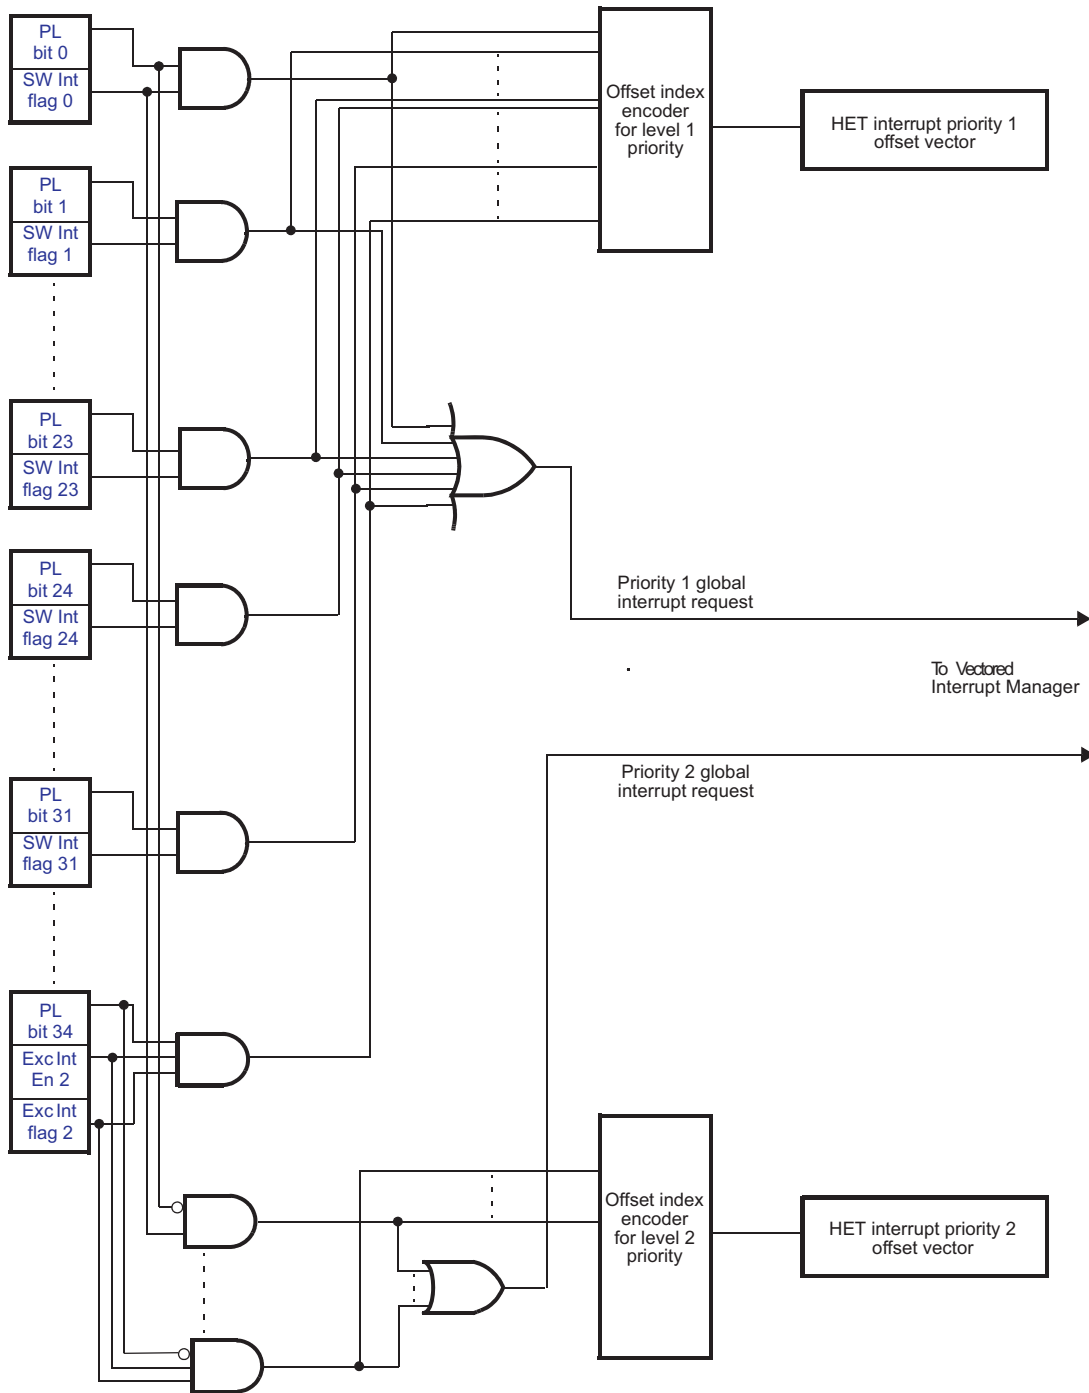 PL
bit 0
SW Int
flag 0
Offset index
encoder
for level 1
priority
HET interrupt priority 1
offset vector
PL
bit 1
SW Int
flag 1
PL
bit 23
SW Int
flag 23
PL
bit 24
SW Int
flag 24
Priority 1 global
interrupt request
To Vectored
Interrupt Manager
Priority 2 global
interrupt request
PL
bit 31
SW Int
flag 31
PL
bit 34
Exc Int
En 2
Exc Int
flag 2
Offset index
encoder
for level 2
priority
HET interrupt priority 2
offset vector